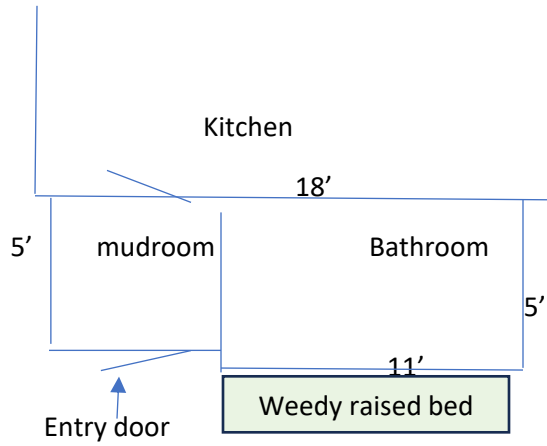 Kitchen
18’
5’
mudroom
Bathroom
5’
11’
Weedy raised bed
Entry door